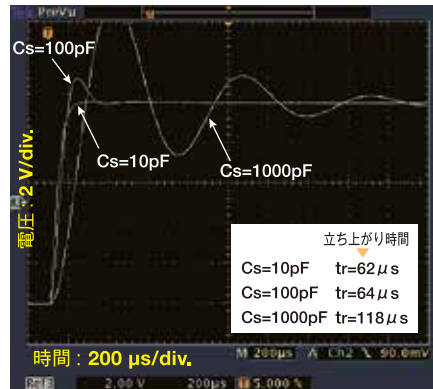 PreVu
Cs=100pF
Cs=10pF
Cs=1000pF
電圧：2 V/div.
立ち上がり時間
Cs=10pF tr=62μs
Cs=100pF tr=64μs
Cs=1000pF tr=118μs
時間：200 μs/div.
M 200μs A Ch2 90.0mV
Ref3 2.00 V 200μs 5.000 %